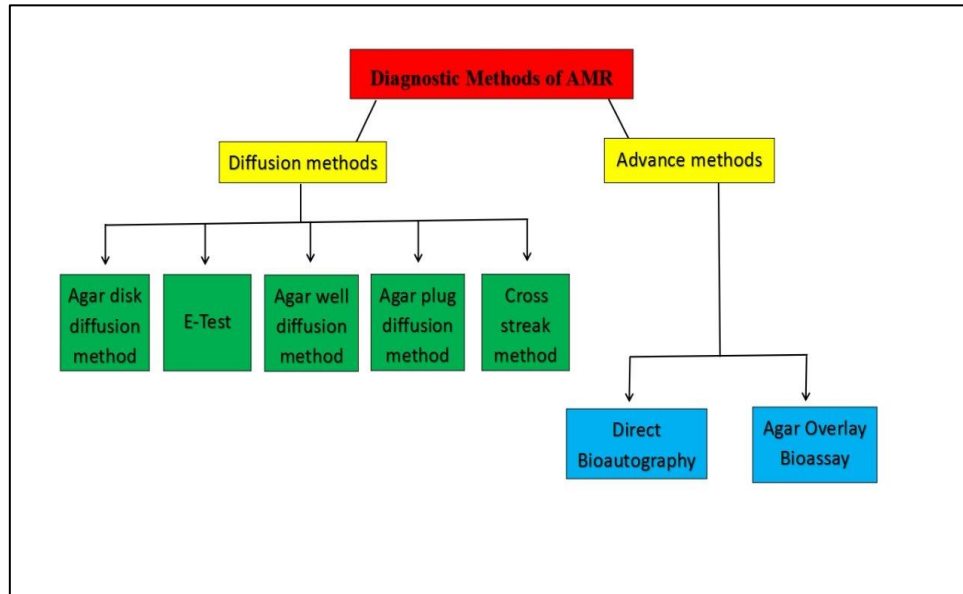 Diagnostic Methods of AMR
Diffusion methods
Advance methods
Agar disk
diffusion
method
E-Test
Agar well
diffusion
method
Agar plug
diffusion
method
Cross
streak
method
Direct
Bioautography
Agar Overlay
Bioassay